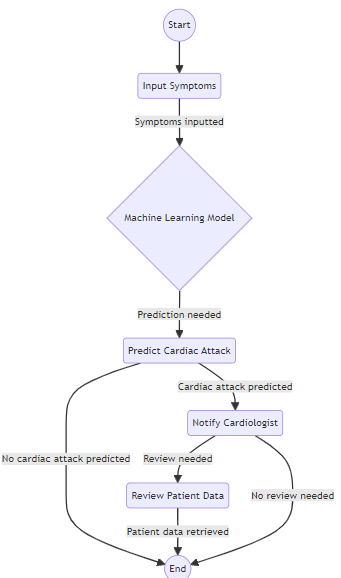 Start
Input Symptoms
Symptoms inputted
Machine Learning Model
Prediction needed
Predict Cardiac Attack
Cardiac attack predicted
Notify Cardiologist
No cardiac attack predicted
Review needed
Review Patient Data
No review needed
Patient data retrieved
End